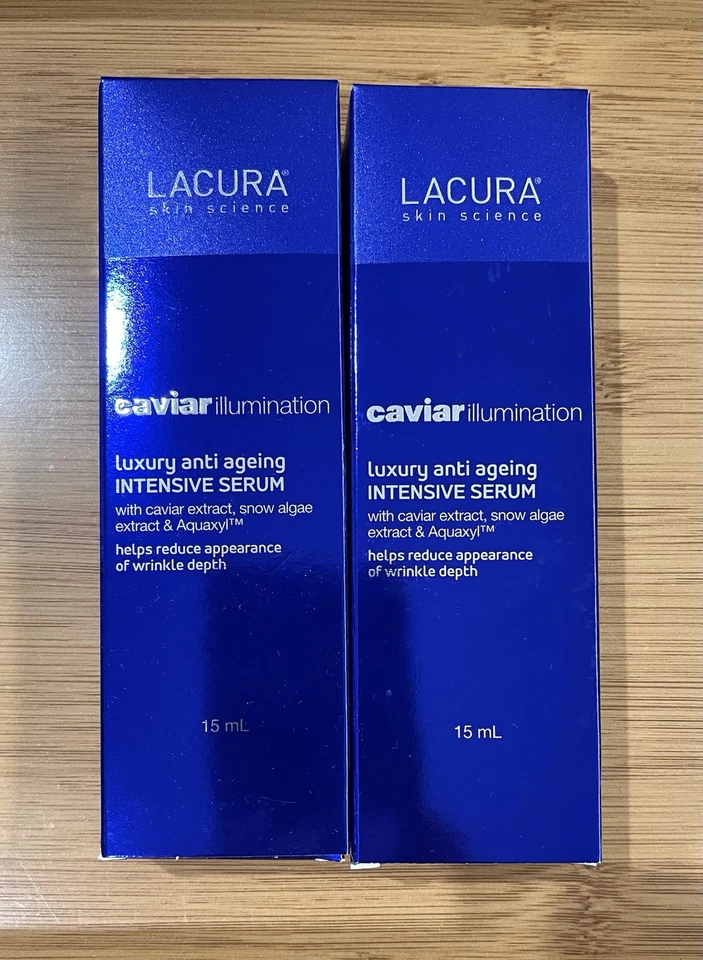 LACURA®
skin science
caviar illumination
luxury anti ageing
INTENSIVE SERUM
with caviar extract, snow algae
extract & Aquaxyl™
helps reduce appearance
of wrinkle depth
15 mL
LACURA®
skin science
caviar illumination
luxury anti ageing
INTENSIVE SERUM
with caviar extract, snow algae
extract & Aquaxyl™
helps reduce appearance
of wrinkle depth
15 mL